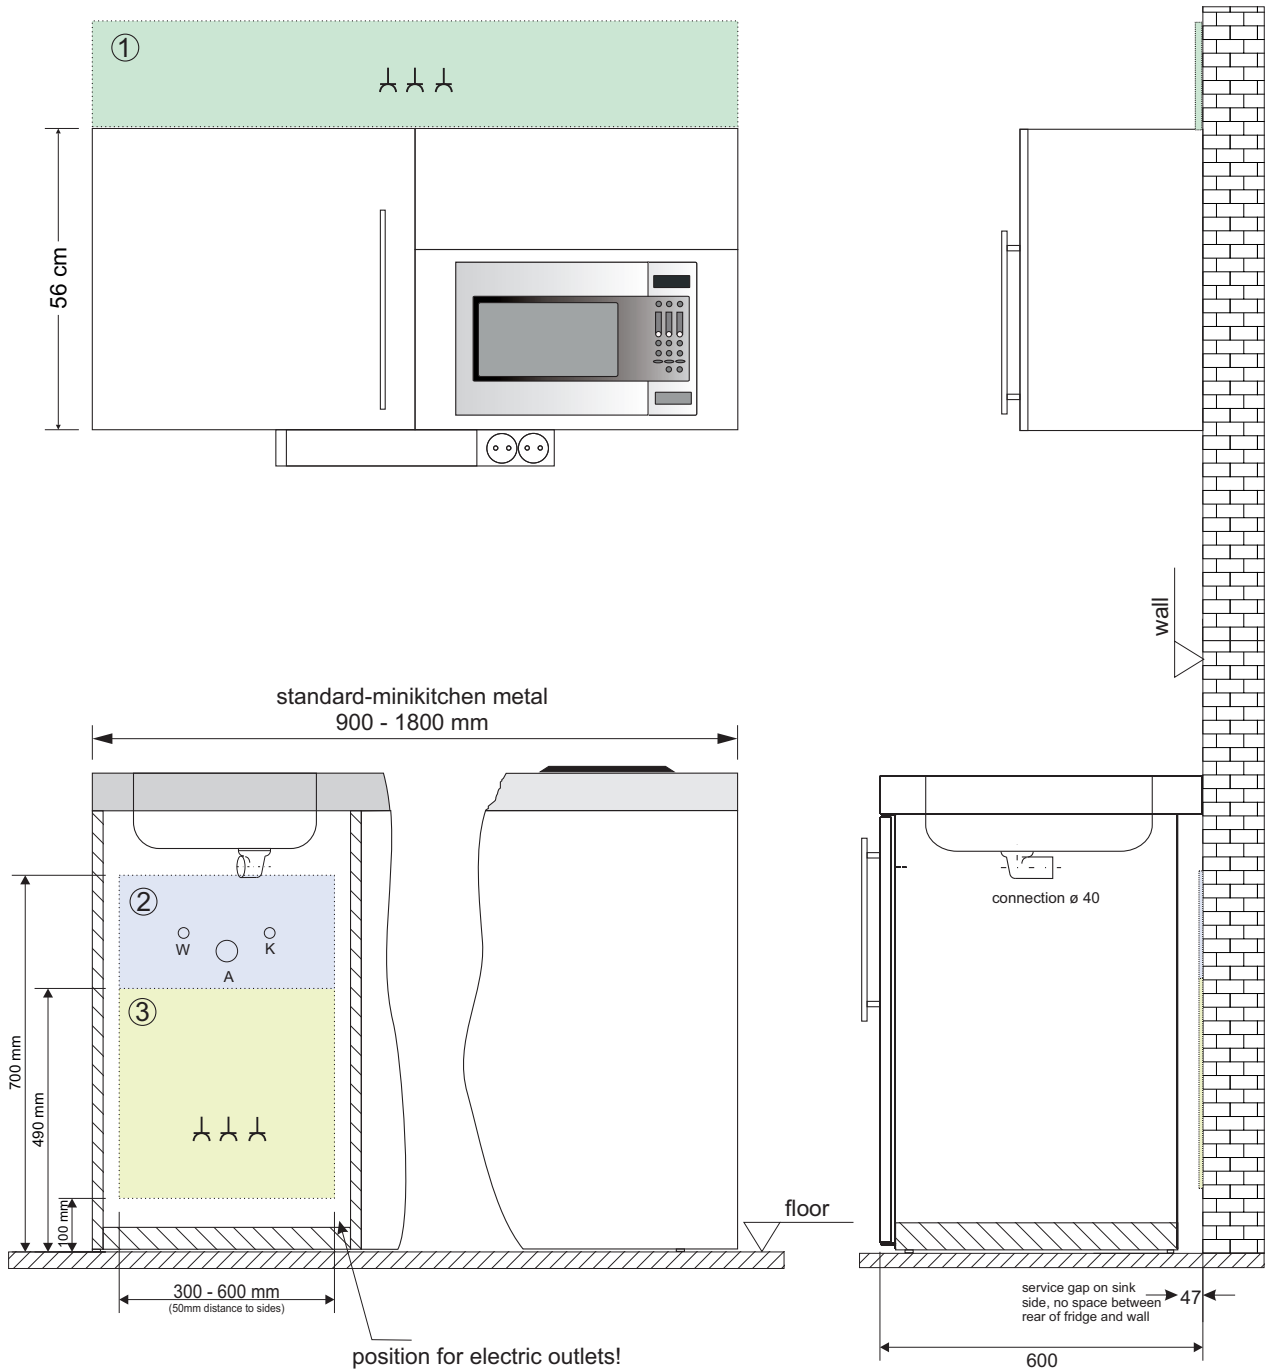 ①
56 cm
wall
standard-minikitchen metal
900 - 1800 mm
connection ø 40
②
W
K
A
③
700 mm
490 mm
100 mm
floor
300 - 600 mm
(50mm distance to sides)
service gap on sink
side, no space between
rear of fridge and wall
47
position for electric outlets!
600